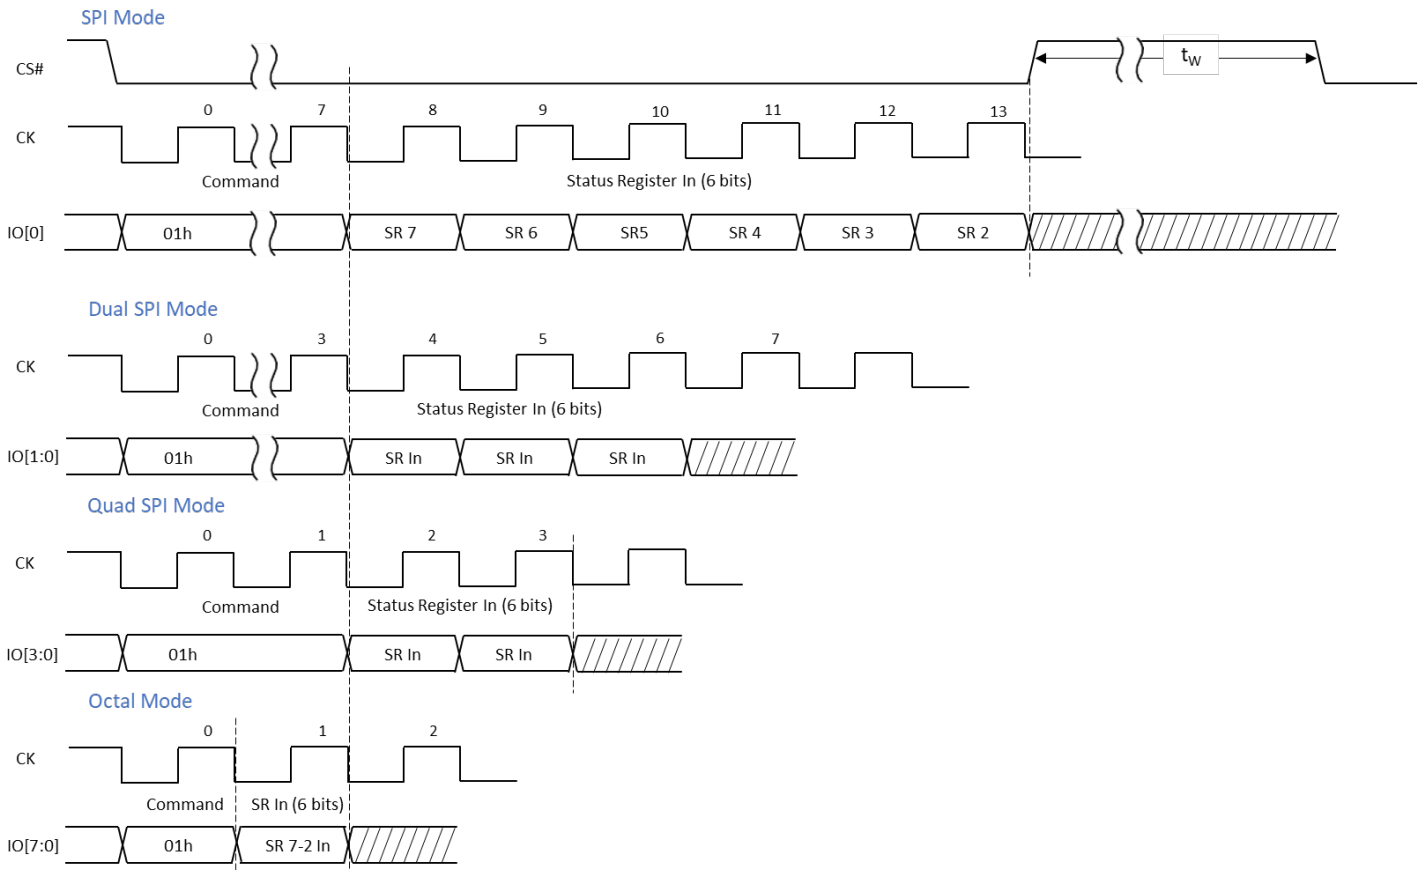 SPI Mode
CS#
tW
0 7 8 9 10 11 12 13
CK
Command Status Register In (6 bits)
IO[0] 01h SR 7 SR 6 SR5 SR 4 SR 3 SR 2
Dual SPI Mode
0 3 4 5 6 7
CK
Command Status Register In (6 bits)
IO[1:0] 01h SR In SR In SR In
Quad SPI Mode
0 1 2 3
CK
Command Status Register In (6 bits)
IO[3:0] 01h SR In SR In
Octal Mode
0 1 2
CK
Command SR In (6 bits)
IO[7:0] 01h SR 7-2 In